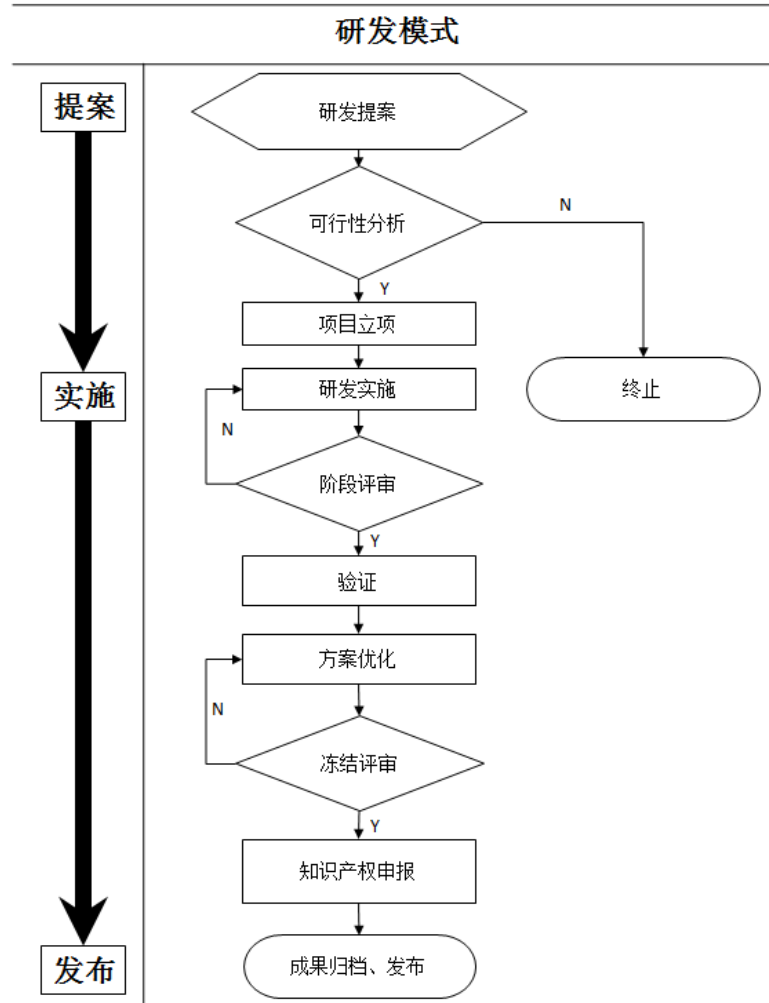 研发模式
提案
研发提案
可行性分析
N
Y
项目立项
实施
研发实施
终止
N
阶段评审
Y
验证
方案优化
N
冻结评审
Y
知识产权申报
发布
成果归档、发布